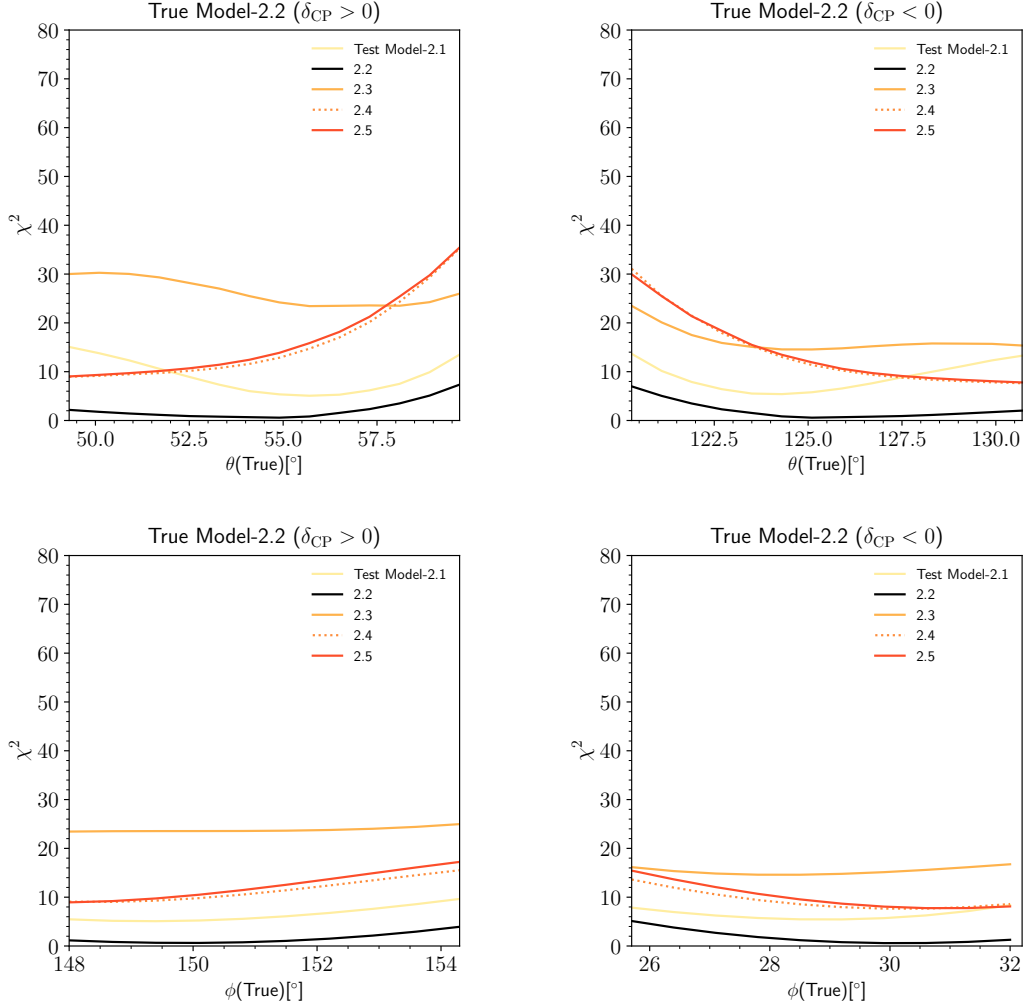 True Model-2.2 (δCP > 0)
80
70
60
50
40
30
20
10
0
χ²
Test Model-2.1
2.2
2.3
2.4
2.5
50.0 52.5 55.0 57.5
θ(True)[°]
True Model-2.2 (δCP < 0)
80
70
60
50
40
30
20
10
0
χ²
Test Model-2.1
2.2
2.3
2.4
2.5
122.5 125.0 127.5 130.0
θ(True)[°]
True Model-2.2 (δCP > 0)
80
70
60
50
40
30
20
10
0
χ²
Test Model-2.1
2.2
2.3
2.4
2.5
148 150 152 154
φ(True)[°]
True Model-2.2 (δCP < 0)
80
70
60
50
40
30
20
10
0
χ²
Test Model-2.1
2.2
2.3
2.4
2.5
26 28 30 32
φ(True)[°]